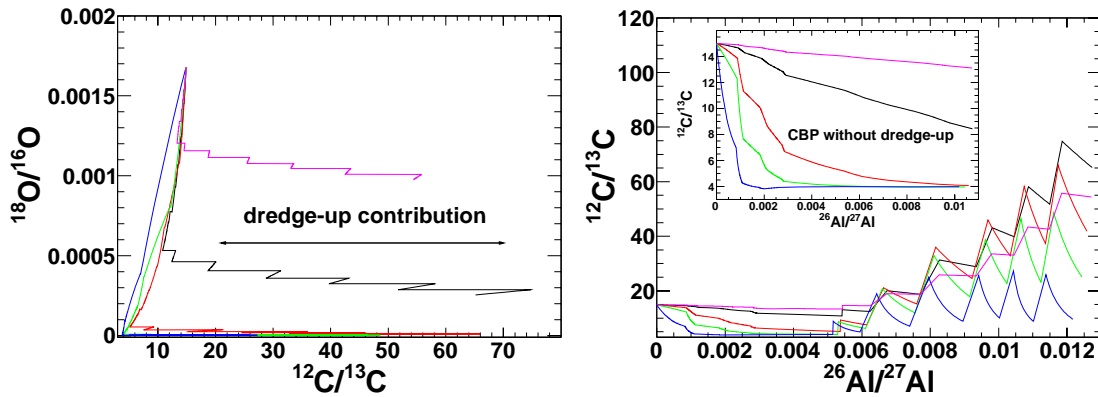 0.002
0.0015
0.001
0.0005
0
¹⁸O/¹⁶O
dredge-up contribution
10 20 30 40 50 60 70
¹²C/¹³C
120
100
80
60
40
20
¹²C/¹³C
14
12
10
8
6
4
¹²C/¹³C
CBP without dredge-up
0 0.002 0.004 0.006 0.008 0.01
²⁶Al/²⁷Al
0 0.002 0.004 0.006 0.008 0.01 0.012
²⁶Al/²⁷Al